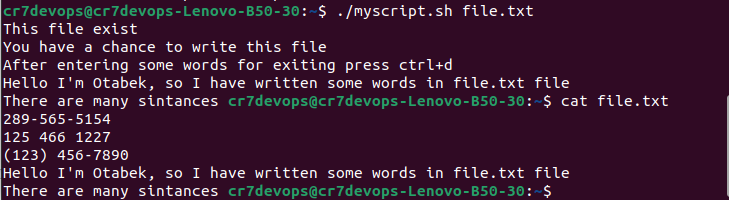 cr7devops@cr7devops-Lenovo-B50-30:~$ ./myscript.sh file.txt
This file exist
You have a chance to write this file
After entering some words for exiting press ctrl+d
Hello I'm Otabek, so I have written some words in file.txt file
There are many sintances cr7devops@cr7devops-Lenovo-B50-30:~$ cat file.txt
289-565-5154
125 466 1227
(123) 456-7890
Hello I'm Otabek, so I have written some words in file.txt file
There are many sintances cr7devops@cr7devops-Lenovo-B50-30:~$